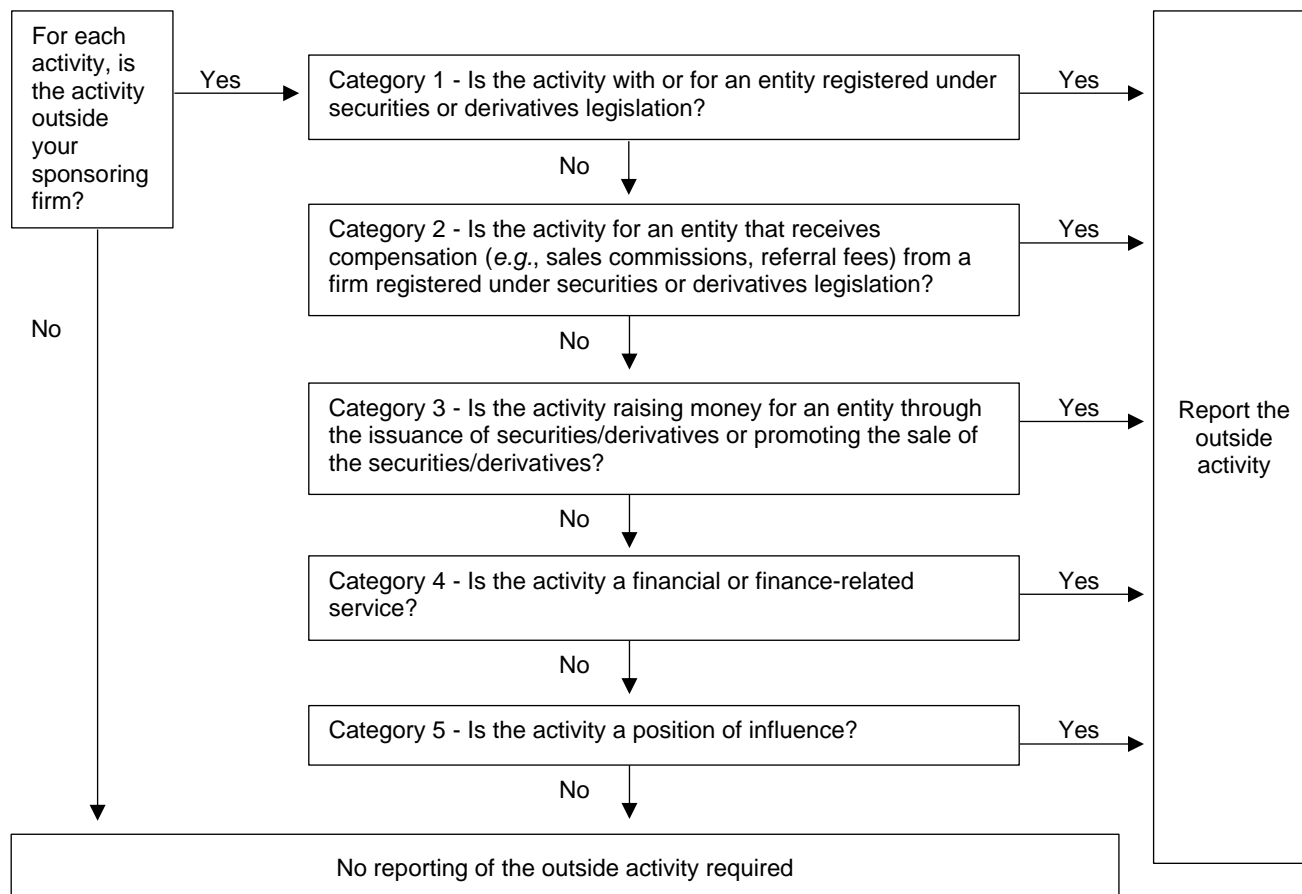 For each
activity, is
the activity
outside
your
sponsoring
firm?
Yes
Category 1 - Is the activity with or for an entity registered under
securities or derivatives legislation?
Yes
No
Category 2 - Is the activity for an entity that receives
compensation (e.g., sales commissions, referral fees) from a
firm registered under securities or derivatives legislation?
Yes
No
No
Category 3 - Is the activity raising money for an entity through
the issuance of securities/derivatives or promoting the sale of
the securities/derivatives?
Yes
No
Category 4 - Is the activity a financial or finance-related
service?
Yes
No
Category 5 - Is the activity a position of influence?
Yes
No
Report the
outside
activity
No reporting of the outside activity required